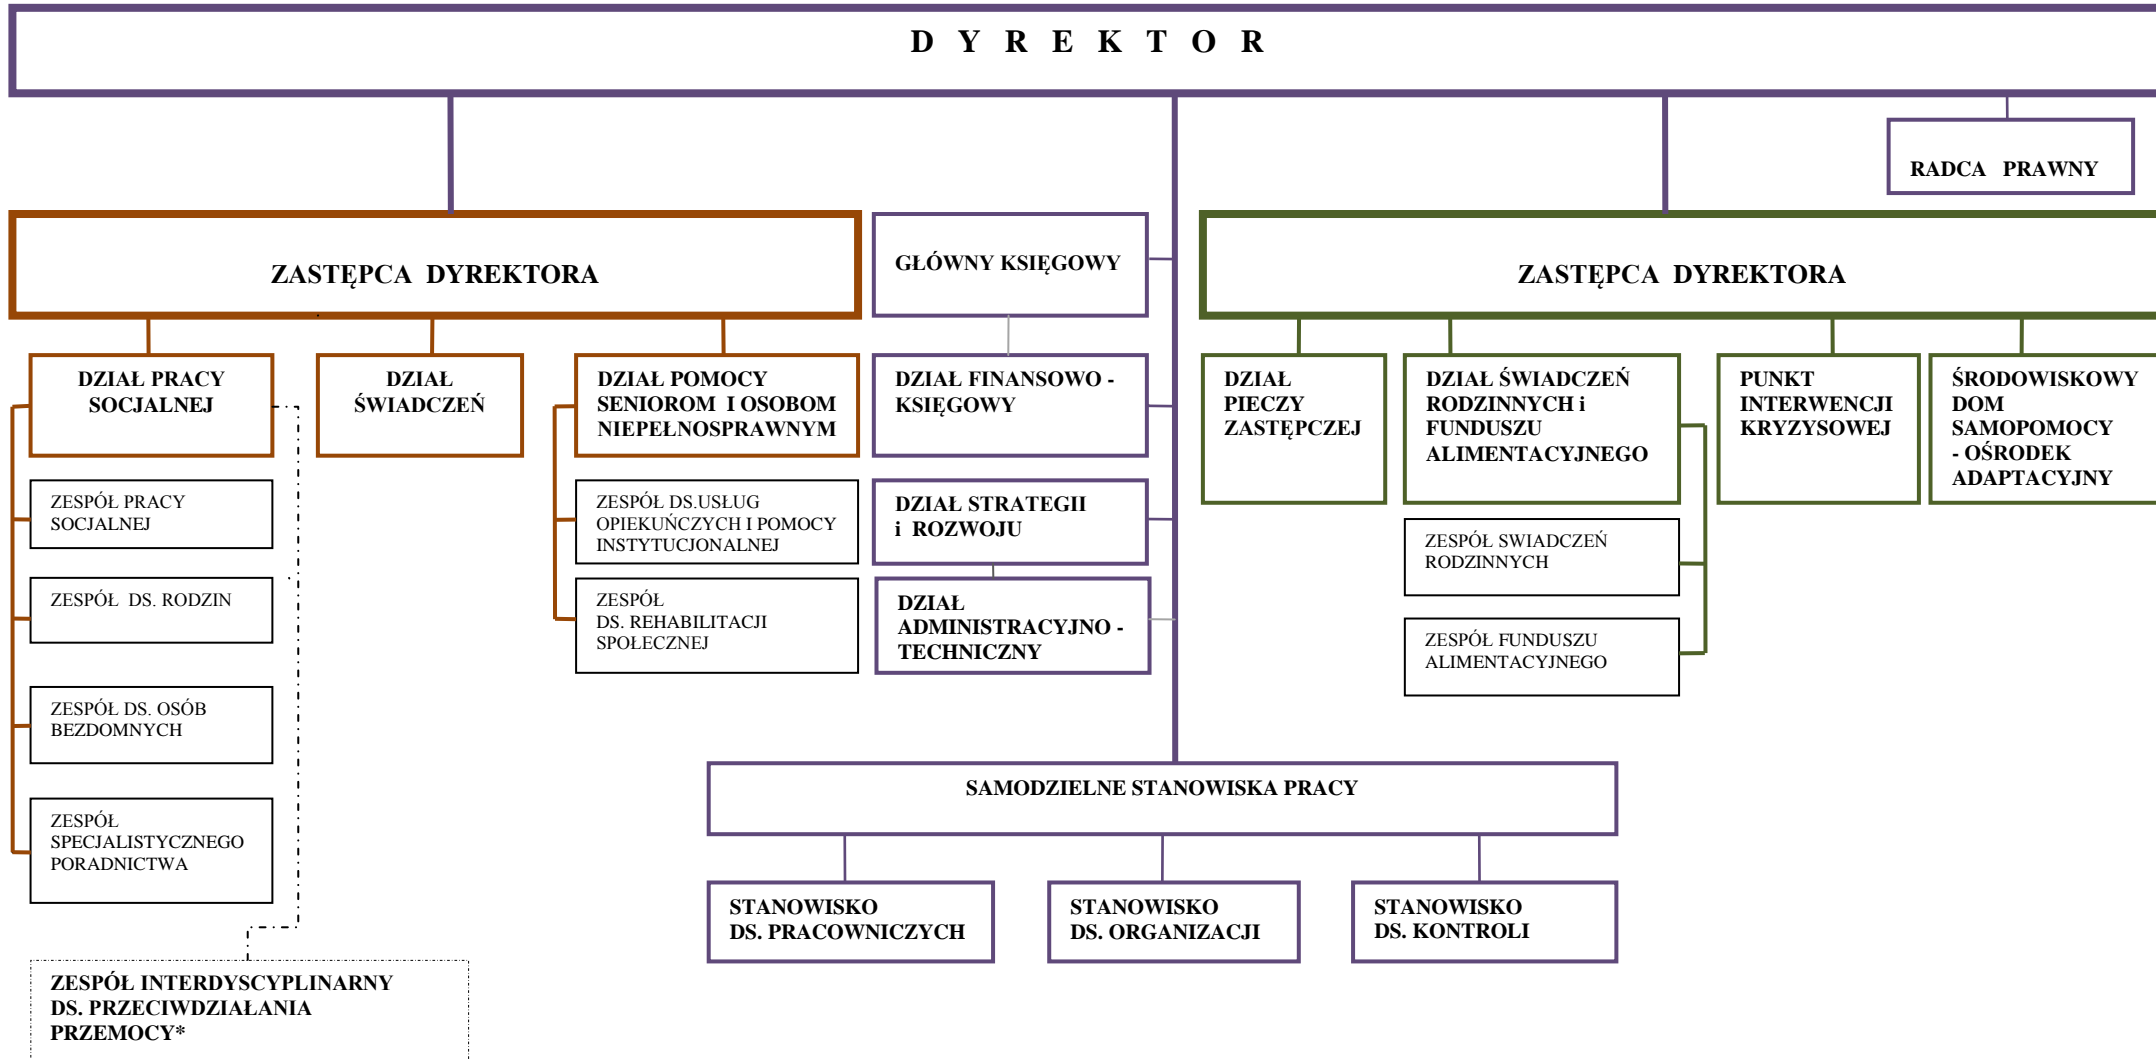 D Y R E K T O R
RADCA PRAWNY
ZASTĘPCA DYREKTORA
GŁÓWNY KSIĘGOWY
ZASTĘPCA DYREKTORA
DZIAŁ PRACY
SOCJALNEJ
DZIAŁ
ŚWIADCZEŃ
DZIAŁ POMOCY
SENIOROM I OSOBOM
NIEPEŁNOSPRAWNYM
DZIAŁ FINANSOWO -
KSIĘGOWY
DZIAŁ
PIECZY
ZASTĘPCZEJ
DZIAŁ ŚWIADCZEŃ
RODZINNYCH i
FUNDUSZU
ALIMENTACYJNEGO
PUNKT
INTERWENCJI
KRYZYSOWEJ
ŚRODOWISKOWY
DOM
SAMOPOMOCY
- OŚRODEK
ADAPTACYJNY
ZESPÓŁ PRACY
SOCJALNEJ
ZESPÓŁ DS.USŁUG
OPIEKUŃCZYCH I POMOCY
INSTYTUCJONALNEJ
DZIAŁ STRATEGII
i ROZWOJU
ZESPÓŁ SWIADCZEŃ
RODZINNYCH
ZESPÓŁ DS. RODZIN
ZESPÓŁ
DS. REHABILITACJI
SPOŁECZNEJ
DZIAŁ
ADMINISTRACYJNO -
TECHNICZNY
ZESPÓŁ FUNDUSZU
ALIMENTACYJNEGO
ZESPÓŁ DS. OSÓB
BEZDOMNYCH
SAMODZIELNE STANOWISKA PRACY
ZESPÓŁ
SPECJALISTYCZNEGO
PORADNICTWA
STANOWISKO
DS. PRACOWNICZYCH
STANOWISKO
DS. ORGANIZACJI
STANOWISKO
DS. KONTROLI
ZESPÓŁ INTERDYSCYPLINARNY
DS. PRZECIWDZIAŁANIA
PRZEMOCY*